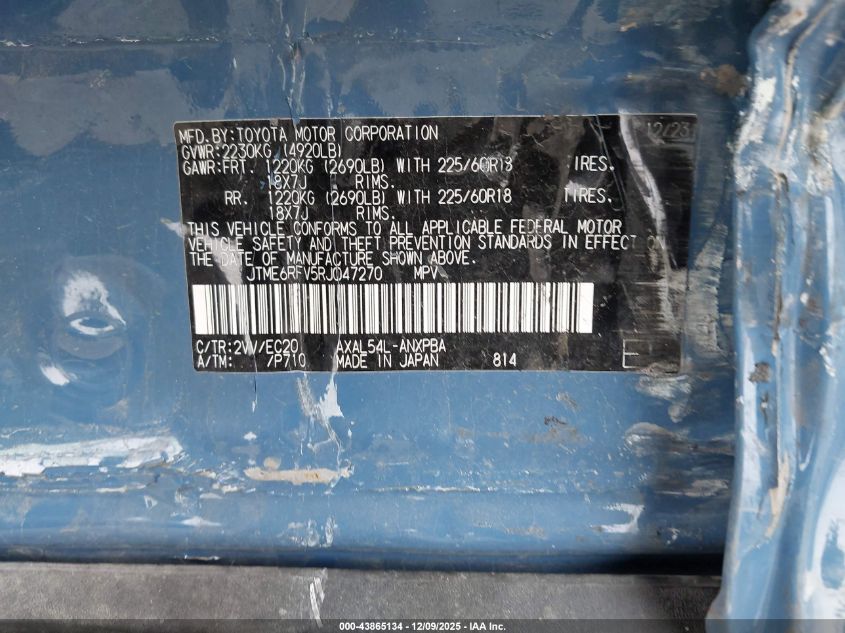 MFD. BY: TOYOTA MOTOR CORPORATION 12/23
GVWR: 2230KG (4920LB)
GAWR: FRT. 1220KG (2690LB) WITH 225/60R18 TIRES.
18X7J RIMS.
RR. 1220KG (2690LB) WITH 225/60R18 TIRES.
18X7J RIMS.
THIS VEHICLE CONFORMS TO ALL APPLICABLE FEDERAL MOTOR
VEHICLE SAFETY AND THEFT PREVENTION STANDARDS IN EFFECT ON
THE DATE OF MANUFACTURE SHOWN ABOVE.
JTME6RFV5RJ047270 MPV
C/TR: 2VW/EC20 AXAL54L-ANXPBA
A/TM: 7P710 MADE IN JAPAN 814 E
000-43865134 - 12/09/2025 - IAA Inc.